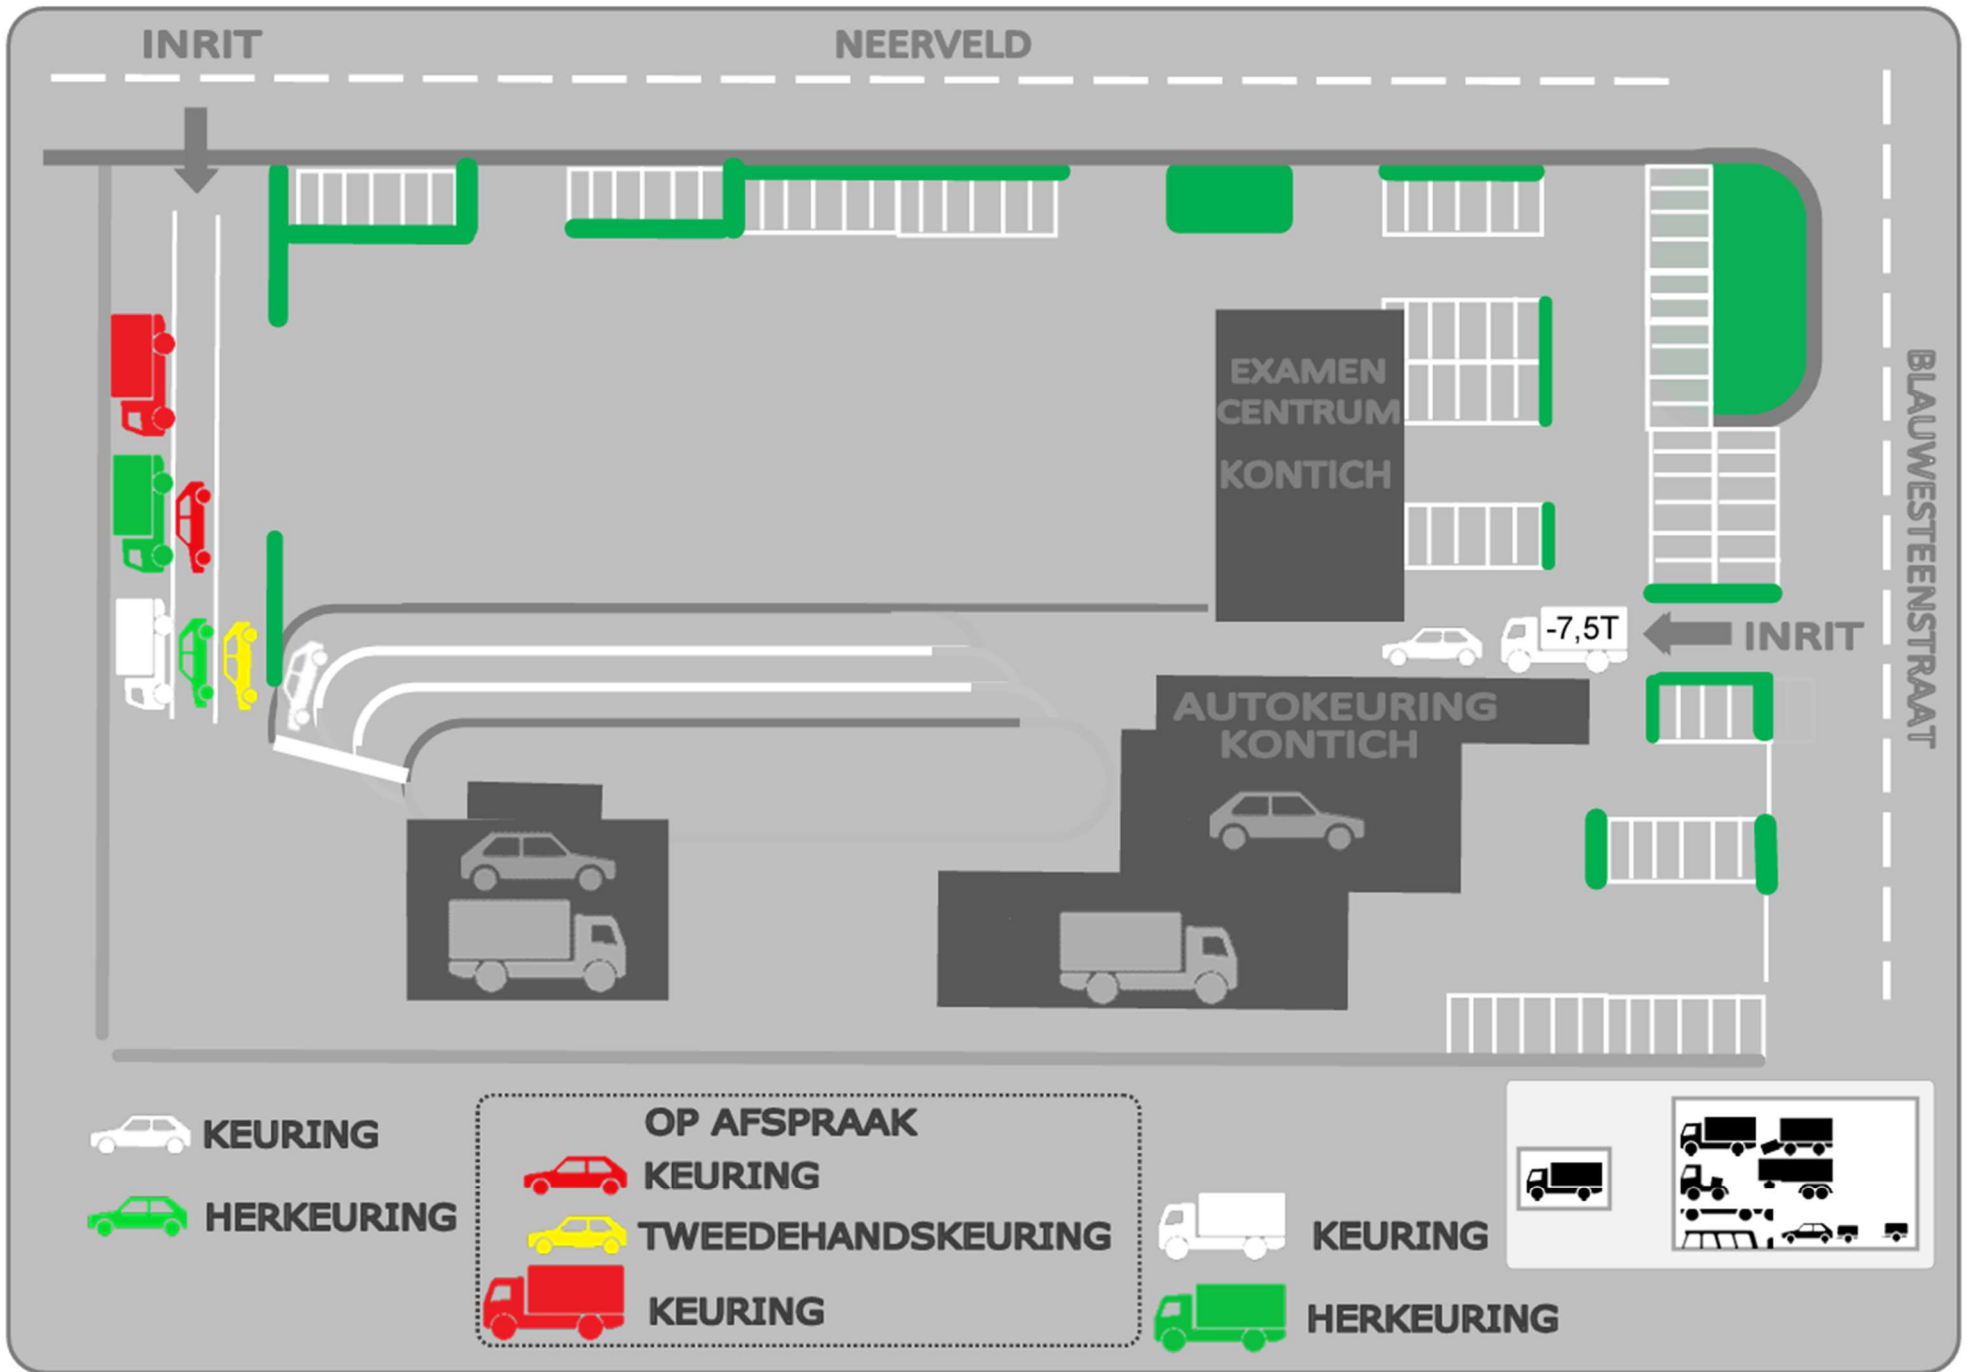 INRIT
NEERVELD
EXAMEN
CENTRUM
KONTICH
BLAUWESTEENSTRAAT
-7,5T
INRIT
AUTOKEURING
KONTICH
KEURING
HERKEURING
OP AFSPRAAK
KEURING
TWEEDEHANDSKEURING
KEURING
KEURING
HERKEURING